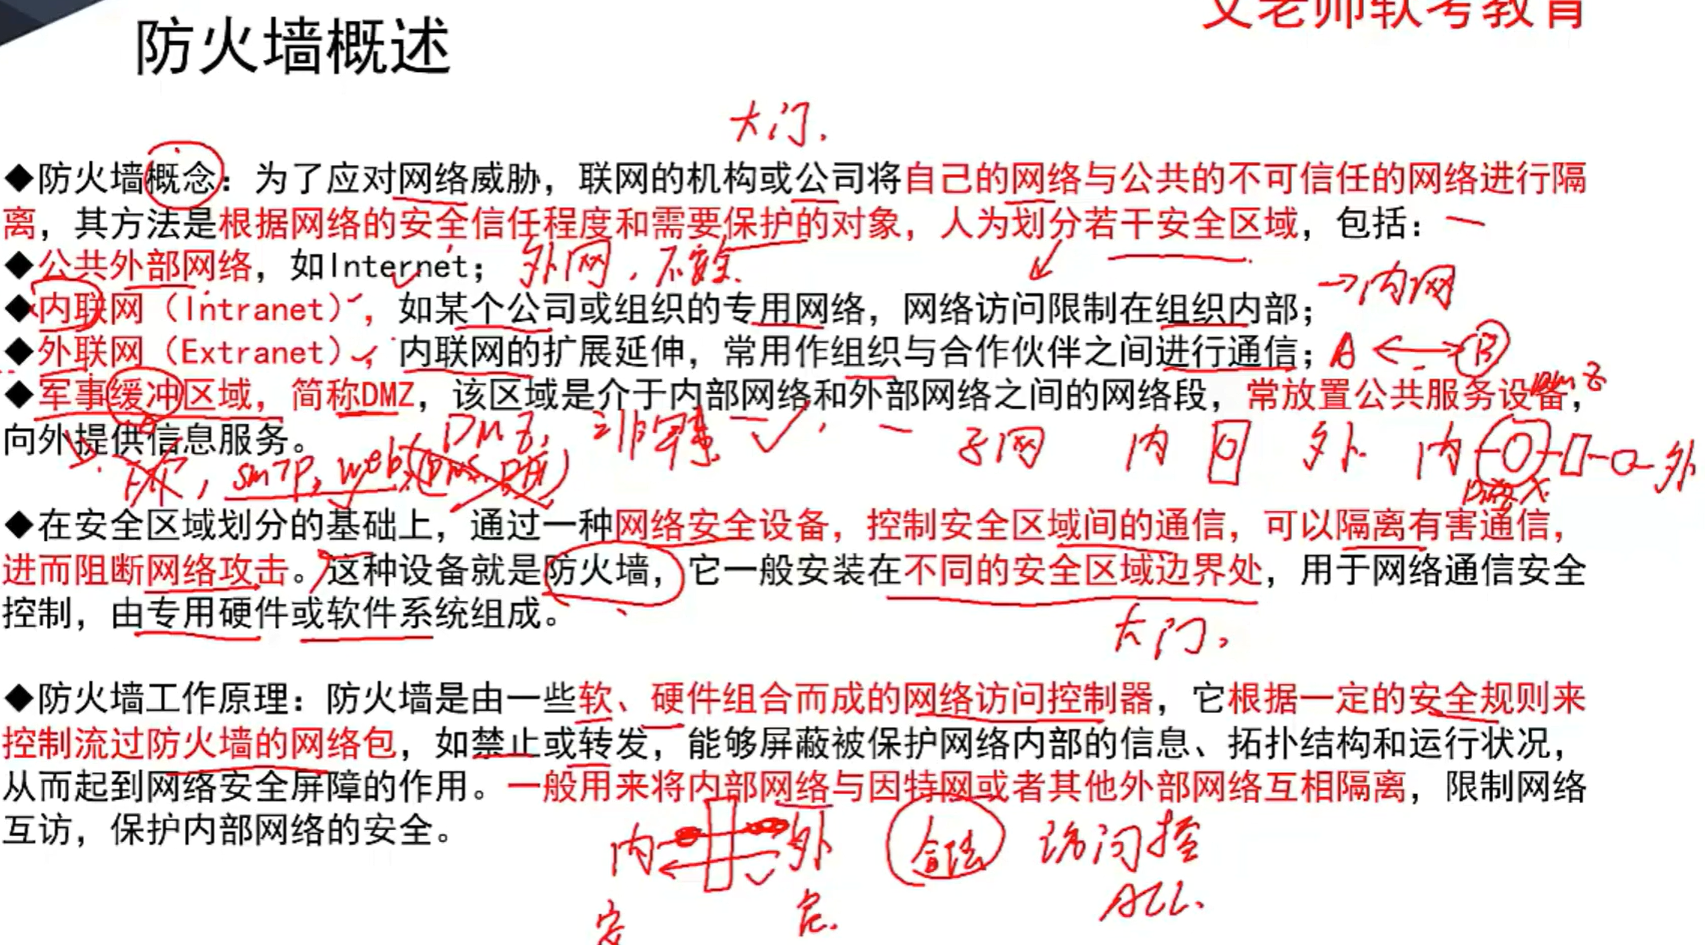 文老师软考教育
防火墙概述
大门.
◆防火墙概念：为了应对网络威胁，联网的机构或公司将自己的网络与公共的不可信任的网络进行隔
离，其方法是根据网络的安全信任程度和需要保护的对象，人为划分若干安全区域，包括：
◆公共外部网络，如Internet；
外网
◆内联网（Intranet），如某个公司或组织的专用网络，网络访问限制在组织内部；
→内网
◆外联网（Extranet），内联网的扩展延伸，常用作组织与合作伙伴之间进行通信；
A ↔ B
◆军事缓冲区域，简称DMZ，该区域是介于内部网络和外部网络之间的网络段，常放置公共服务设备，
向外提供信息服务。
DMZ, 非军事
子网 内 外 内 外
smtp, web
◆在安全区域划分的基础上，通过一种网络安全设备，控制安全区域间的通信，可以隔离有害通信，
进而阻断网络攻击。这种设备就是防火墙，它一般安装在不同的安全区域边界处，用于网络通信安全
控制，由专用硬件或软件系统组成。
大门,
◆防火墙工作原理：防火墙是由一些软、硬件组合而成的网络访问控制器，它根据一定的安全规则来
控制流过防火墙的网络包，如禁止或转发，能够屏蔽被保护网络内部的信息、拓扑结构和运行状况，
从而起到网络安全屏障的作用。一般用来将内部网络与因特网或者其他外部网络互相隔离，限制网络
互访，保护内部网络的安全。
内 外 合法 访问控
安 危. ACL.